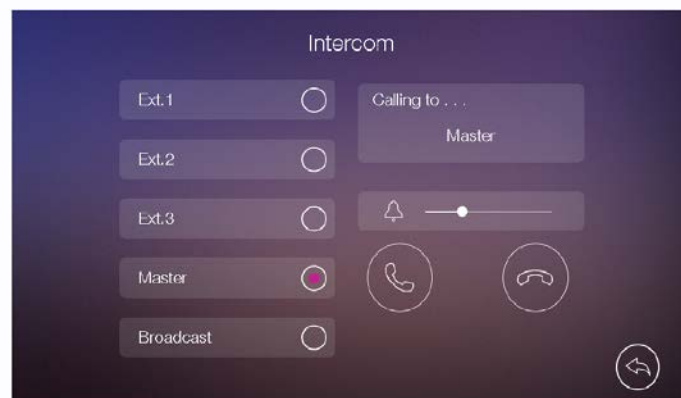 Intercom
Ext.1
Ext.2
Ext.3
Master
Broadcast
Calling to . . .
Master